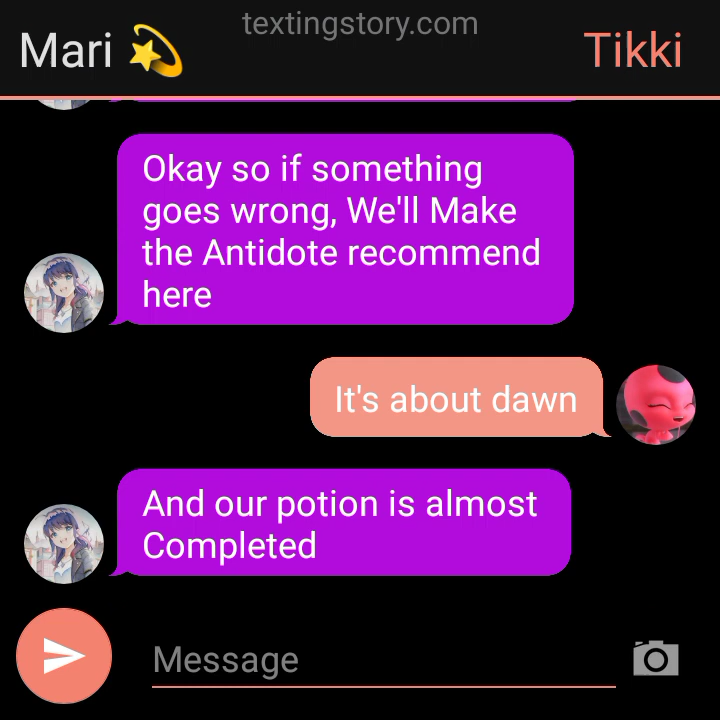 textingstory.com
Mari 💫
Tikki
Okay so if something
goes wrong, We'll Make
the Antidote recommend
here
It's about dawn
And our potion is almost
Completed
Message